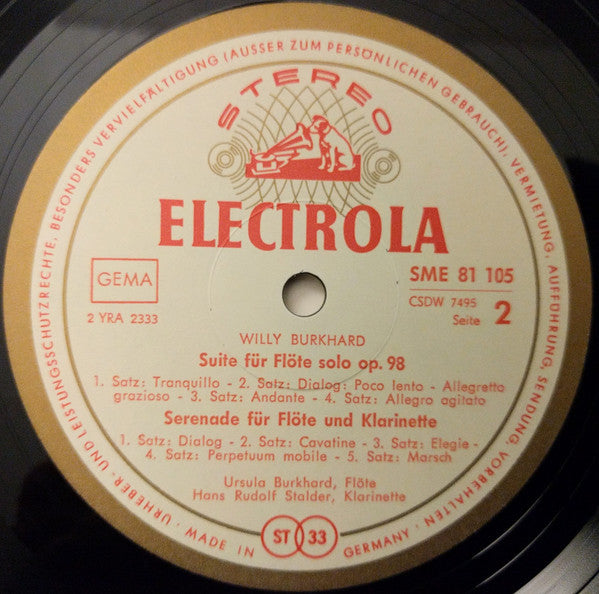 URHEBER- UND LEISTUNGSSCHUTZRECHTE, BESONDERS VERVIELFÄLTIGUNG (AUSSER ZUM PERSÖNLICHEN GEBRAUCH), VERMIETUNG, AUFFÜHRUNG, SENDUNG, VORBEHALTEN ·
STEREO
ELECTROLA
GEMA
SME 81 105
CSDW 7495
2 YRA 2333
Seite 2
WILLY BURKHARD
Suite für Flöte solo op. 98
1. Satz: Tranquillo - 2. Satz: Dialog: Poco lento - Allegretto
grazioso - 3. Satz: Andante - 4. Satz: Allegro agitato
Serenade für Flöte und Klarinette
1. Satz: Dialog - 2. Satz: Cavatine - 3. Satz: Elegie -
4. Satz: Perpetuum mobile - 5. Satz: Marsch
Ursula Burkhard, Flöte
Hans Rudolf Stalder, Klarinette
ST 33
MADE IN GERMANY